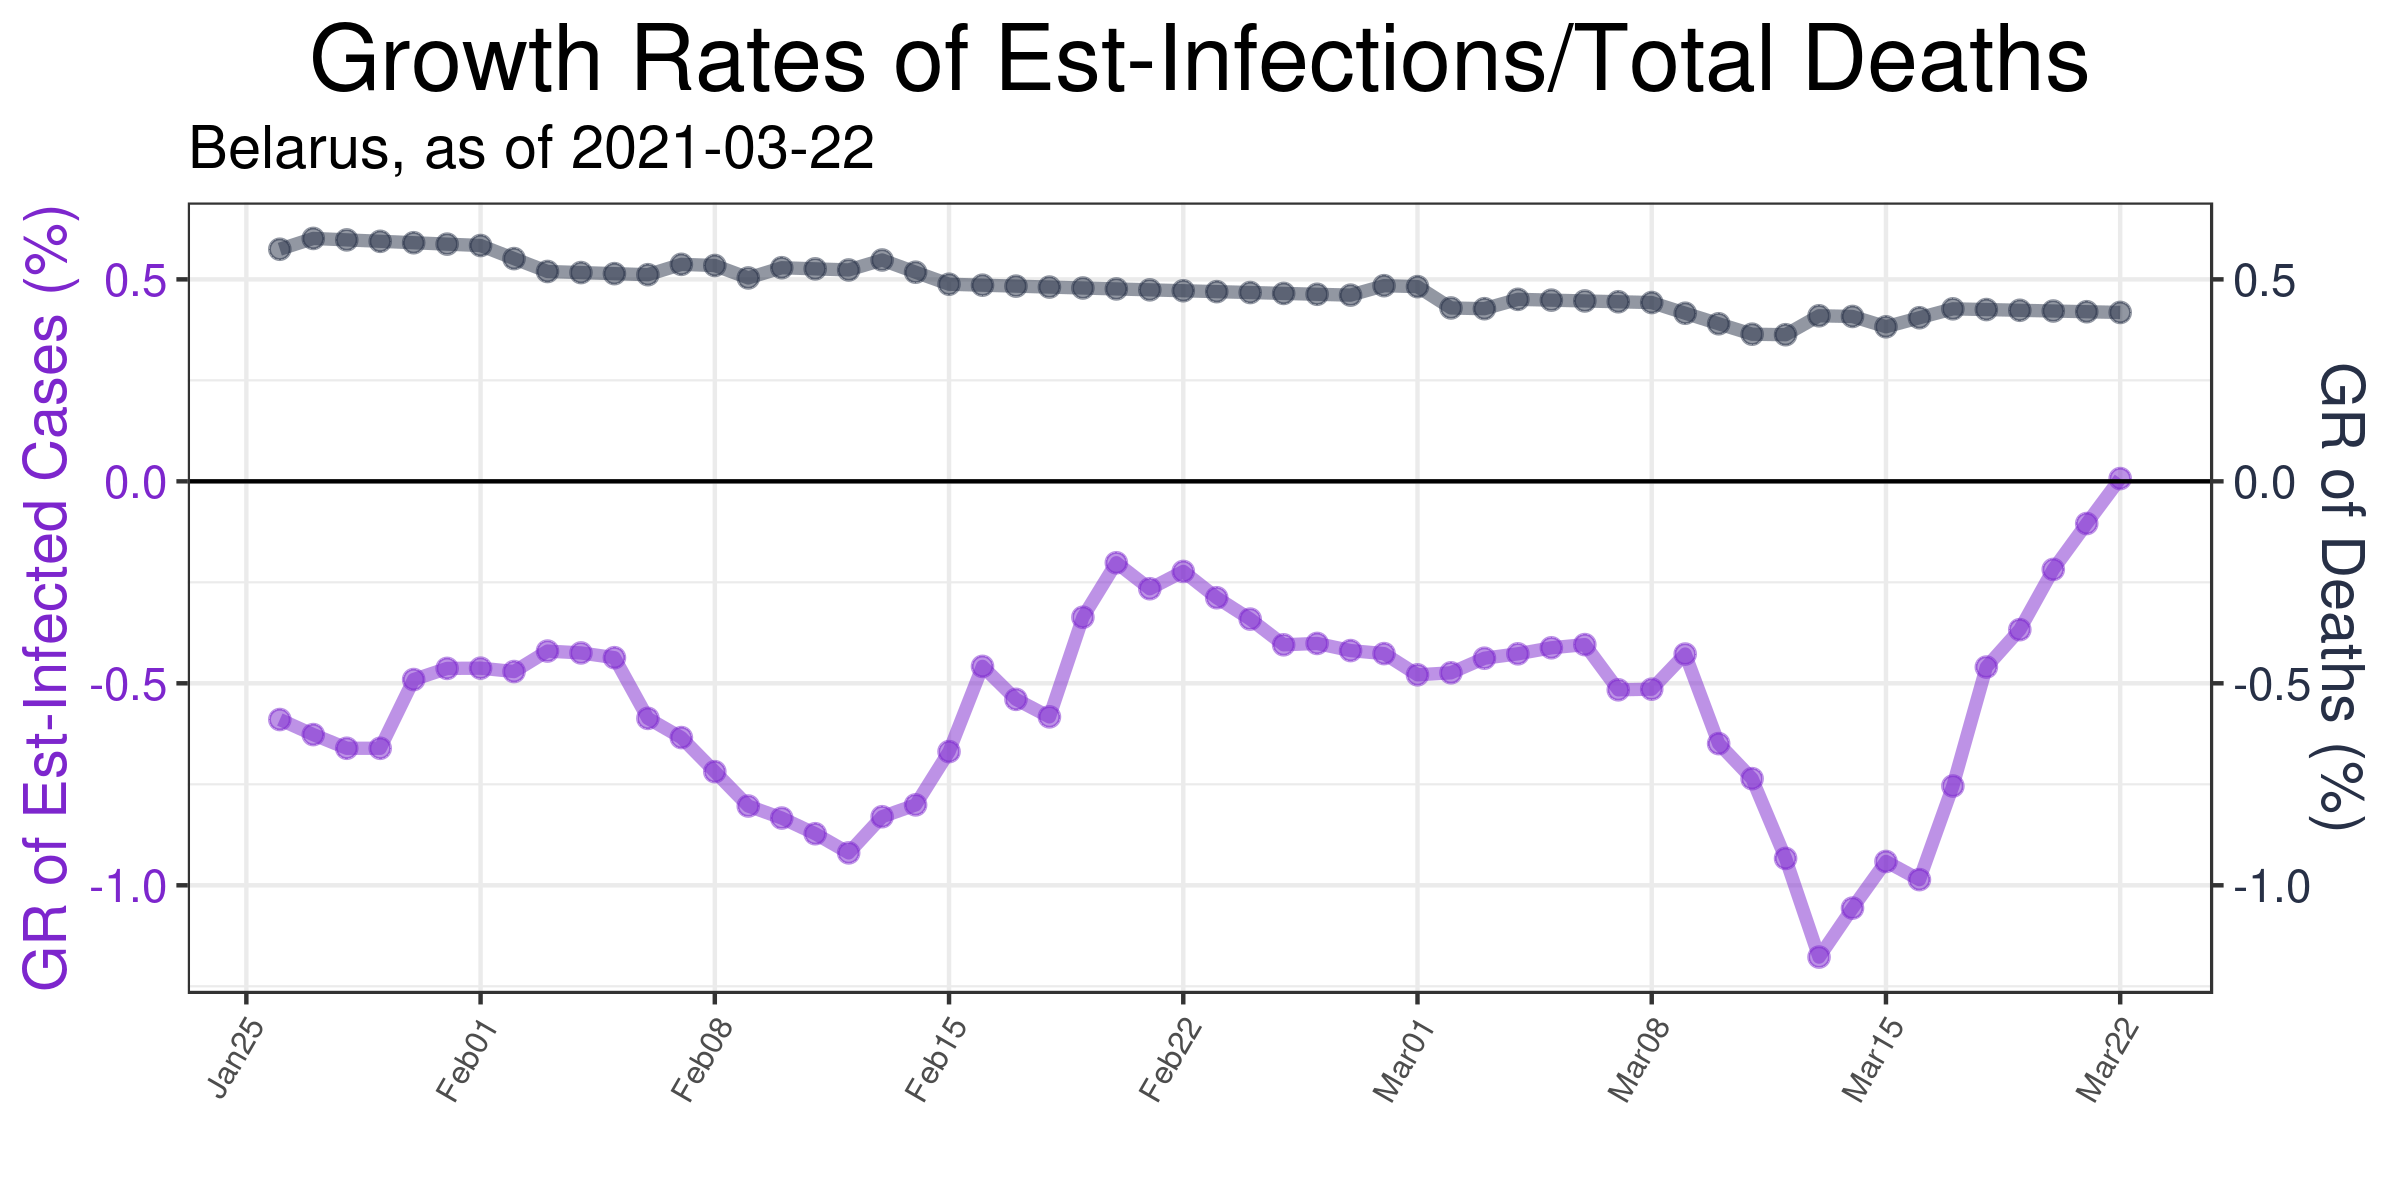 Growth Rates of Est-Infections/Total Deaths
Belarus, as of 2021-03-22
GR of Est-Infected Cases (%)
0.5
0.0
-0.5
-1.0
0.5
0.0
-0.5
-1.0
GR of Deaths (%)
Jan25
Feb01
Feb08
Feb15
Feb22
Mar01
Mar08
Mar15
Mar22